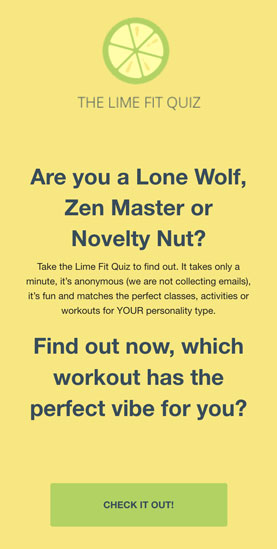 THE LIME FIT QUIZ
Are you a Lone Wolf,
Zen Master or
Novelty Nut?
Take the Lime Fit Quiz to find out. It takes only a
minute, it's anonymous (we are not collecting emails),
it's fun and matches the perfect classes, activities or
workouts for YOUR personality type.
Find out now, which
workout has the
perfect vibe for you?
CHECK IT OUT!